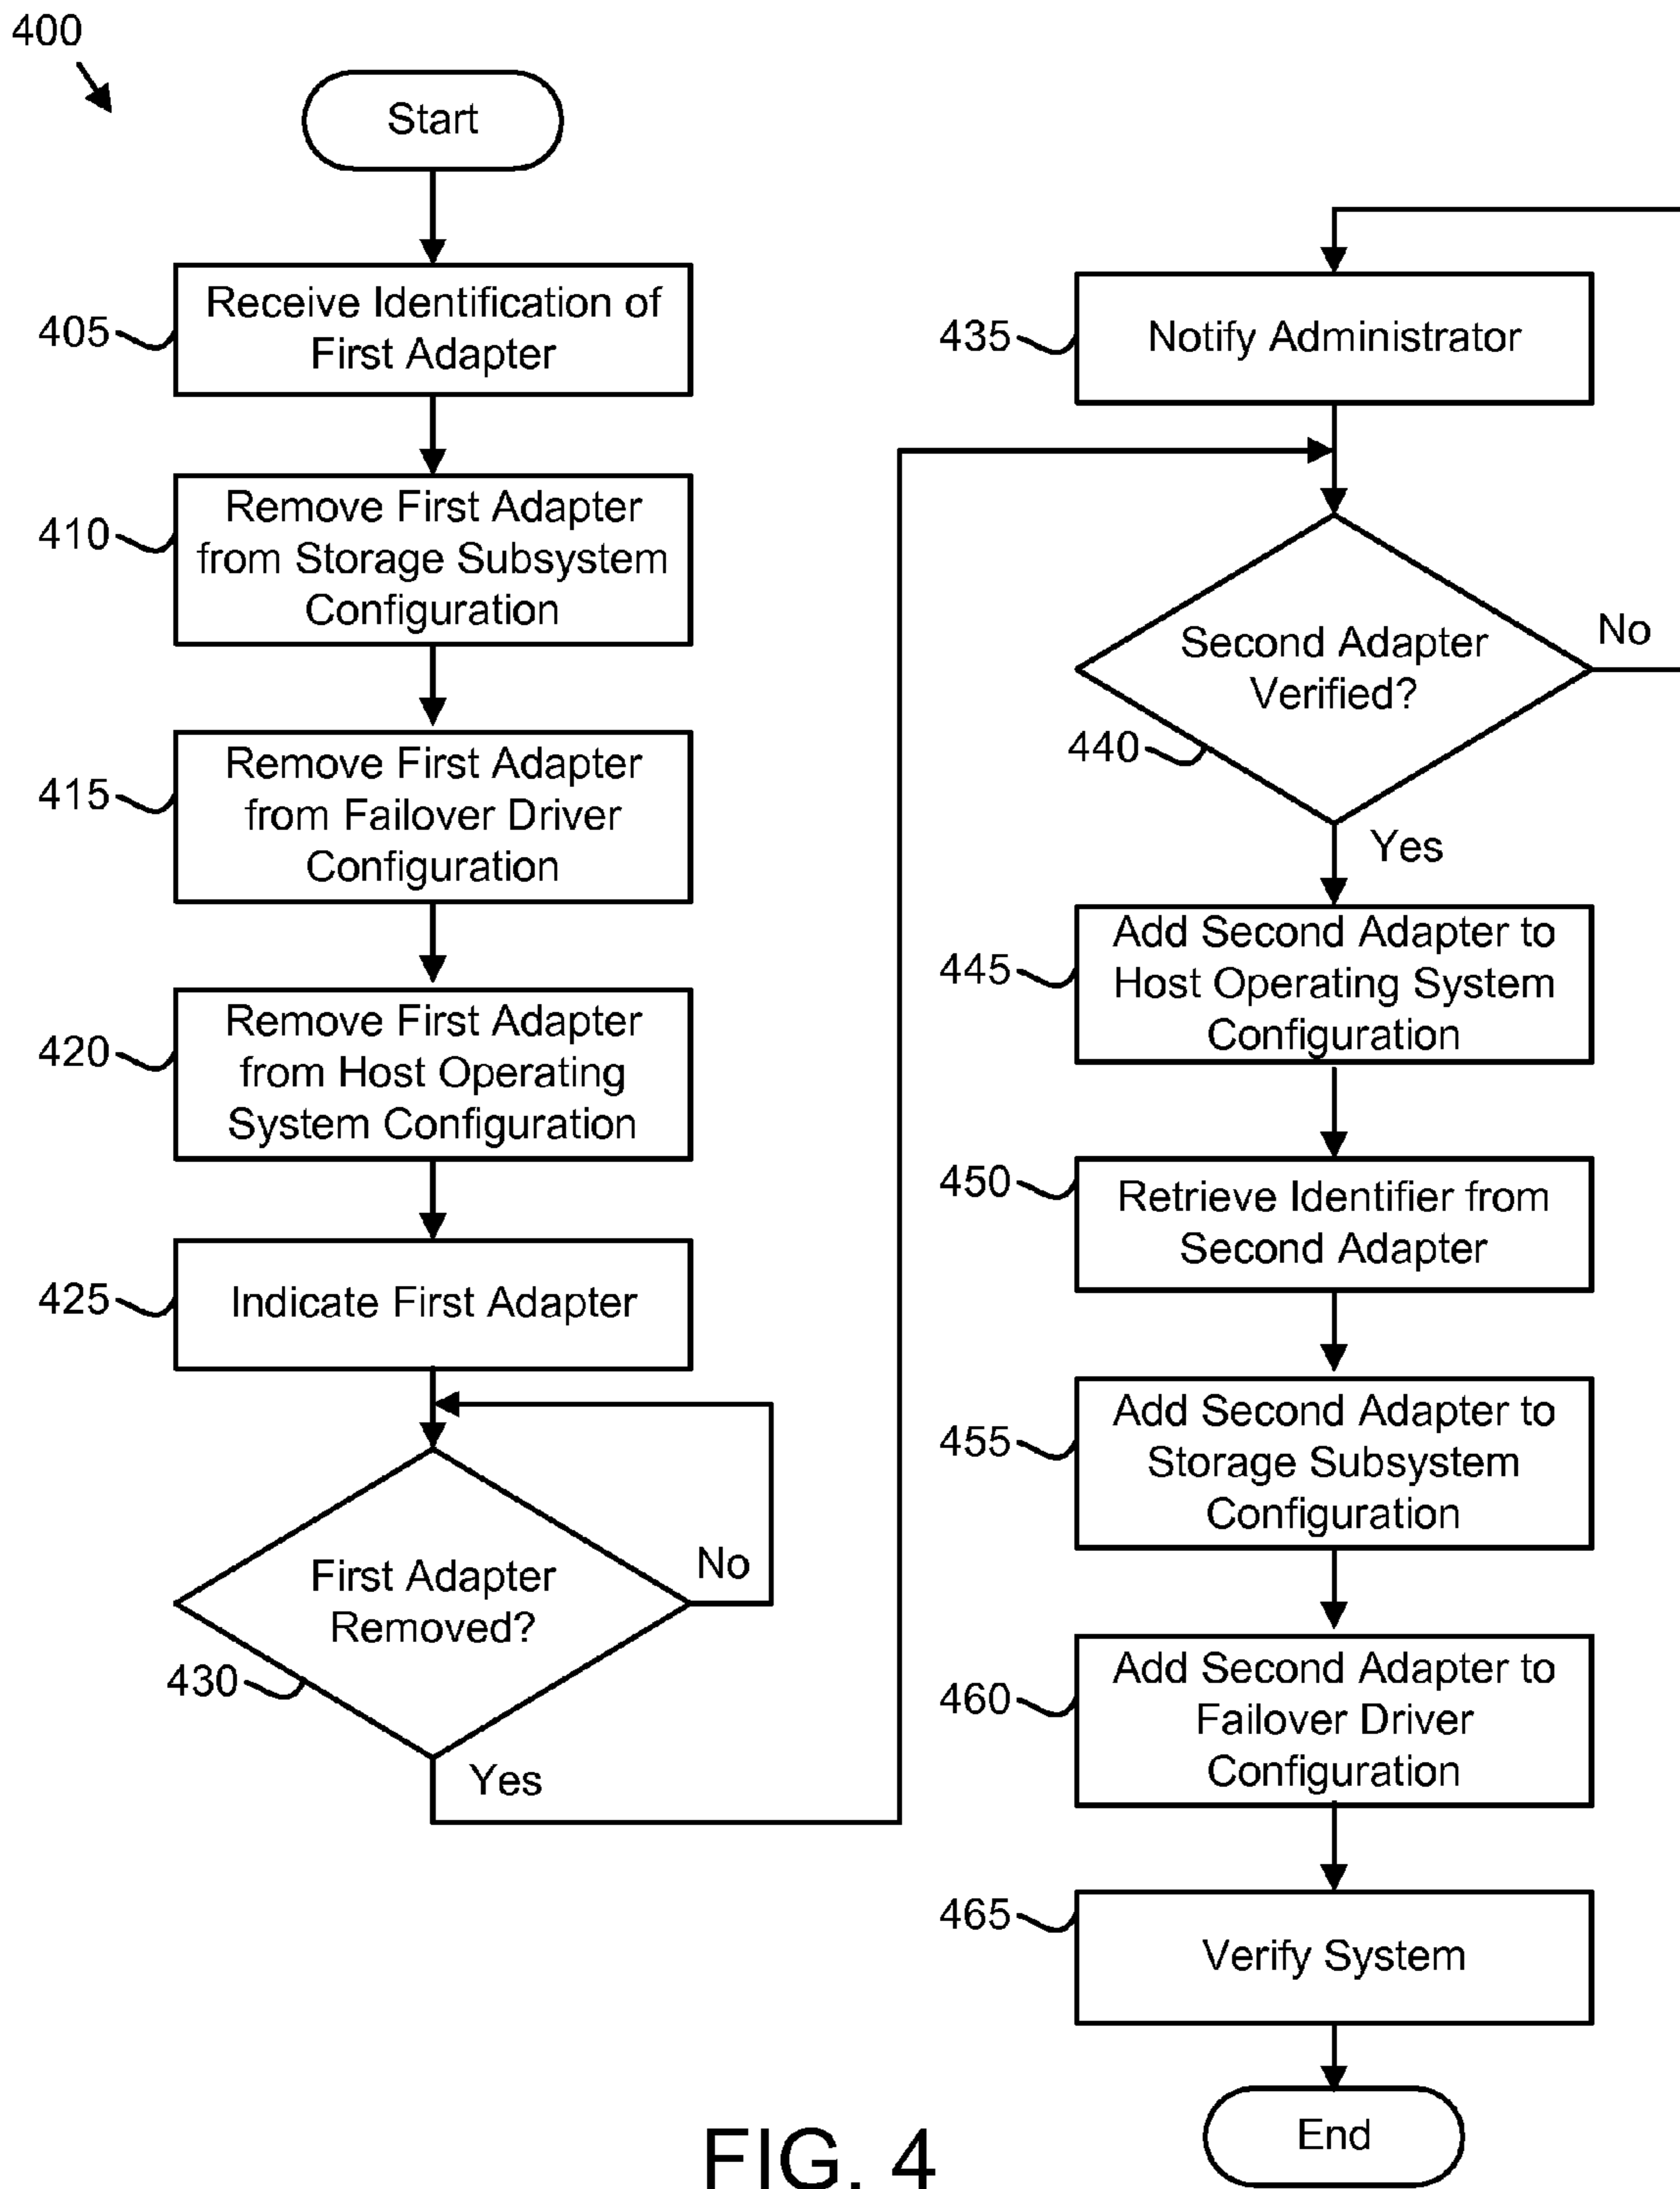 400
Start
405
Receive Identification of
First Adapter
410
Remove First Adapter
from Storage Subsystem
Configuration
415
Remove First Adapter
from Failover Driver
Configuration
420
Remove First Adapter
from Host Operating
System Configuration
425
Indicate First Adapter
First Adapter
Removed?
No
430
Yes
435
Notify Administrator
Second Adapter
Verified?
No
440
Yes
445
Add Second Adapter to
Host Operating System
Configuration
450
Retrieve Identifier from
Second Adapter
455
Add Second Adapter to
Storage Subsystem
Configuration
460
Add Second Adapter to
Failover Driver
Configuration
465
Verify System
End
FIG. 4